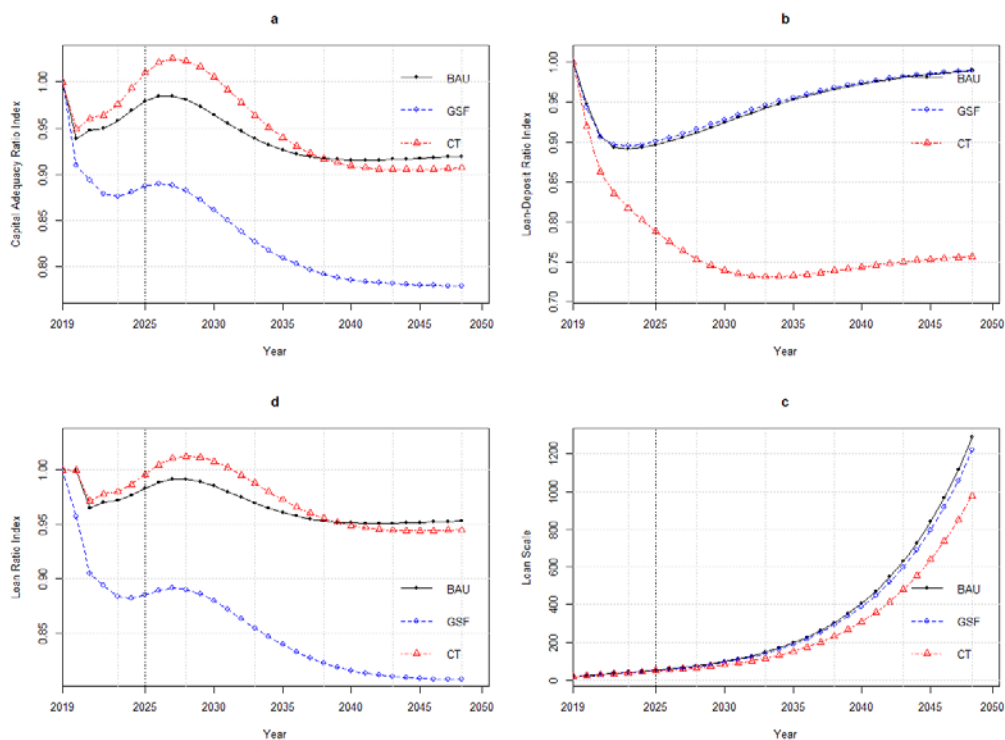 a
1.00
0.95
0.90
0.85
0.80
Capital Adequacy Ratio Index
BAU
GSF
CT
2019 2025 2030 2035 2040 2045 2050
Year
b
1.00
0.95
0.90
0.85
0.80
0.75
0.70
Loan-Deposit Ratio Index
BAU
GSF
CT
2019 2025 2030 2035 2040 2045 2050
Year
d
1.00
0.95
0.90
0.85
Loan Ratio Index
BAU
GSF
CT
2019 2025 2030 2035 2040 2045 2050
Year
c
1200
1000
800
600
400
200
0
Loan Scale
BAU
GSF
CT
2019 2025 2030 2035 2040 2045 2050
Year